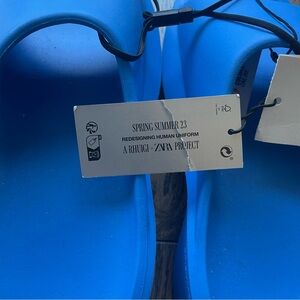 SPRING SUMMER 23
REDESIGNING HUMAN UNIFORM
A RHUIGI - ZARA PROJECT